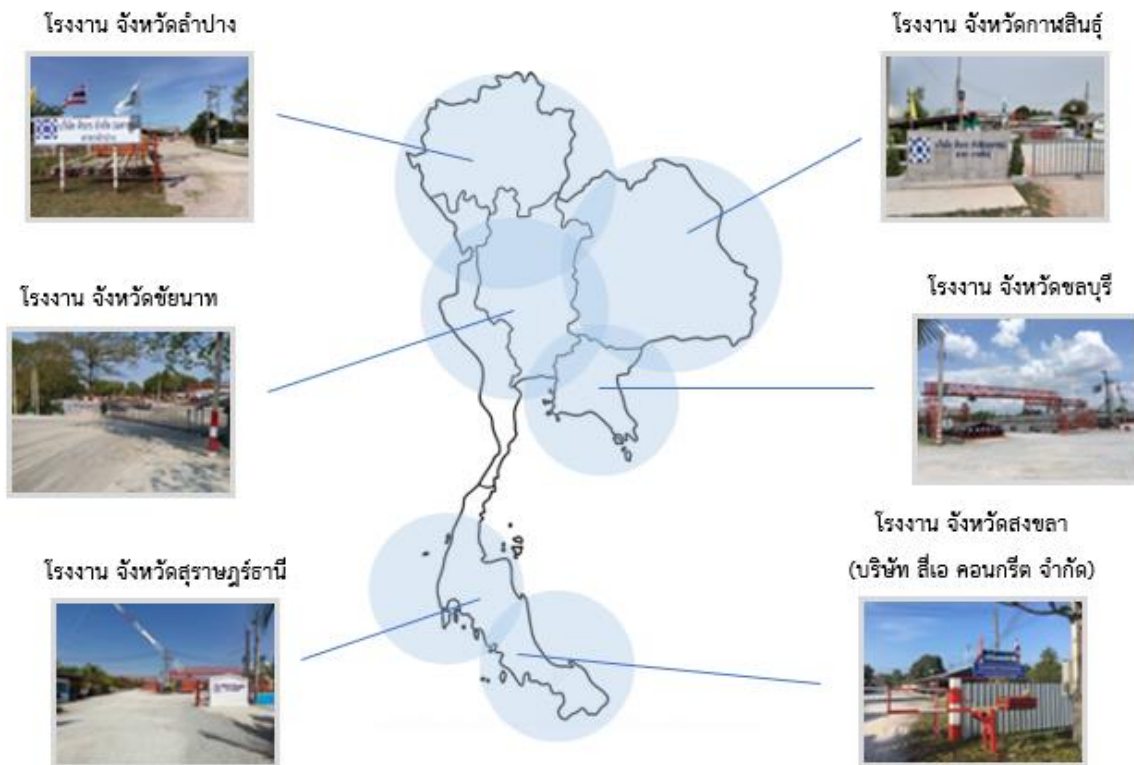 โรงงาน จังหวัดลำปาง
โรงงาน จังหวัดกาฬสินธุ์
โรงงาน จังหวัดชัยนาท
โรงงาน จังหวัดชลบุรี
โรงงาน จังหวัดสงขลา
(บริษัท สี่เอ คอนกรีต จำกัด)
โรงงาน จังหวัดสุราษฎร์ธานี